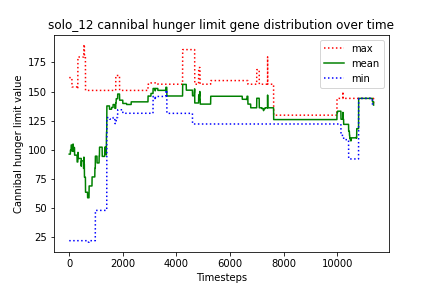 solo_12 cannibal hunger limit gene distribution over time
Cannibal hunger limit value
175
150
125
100
75
50
25
max
mean
min
0
2000
4000
6000
8000
10000
Timesteps